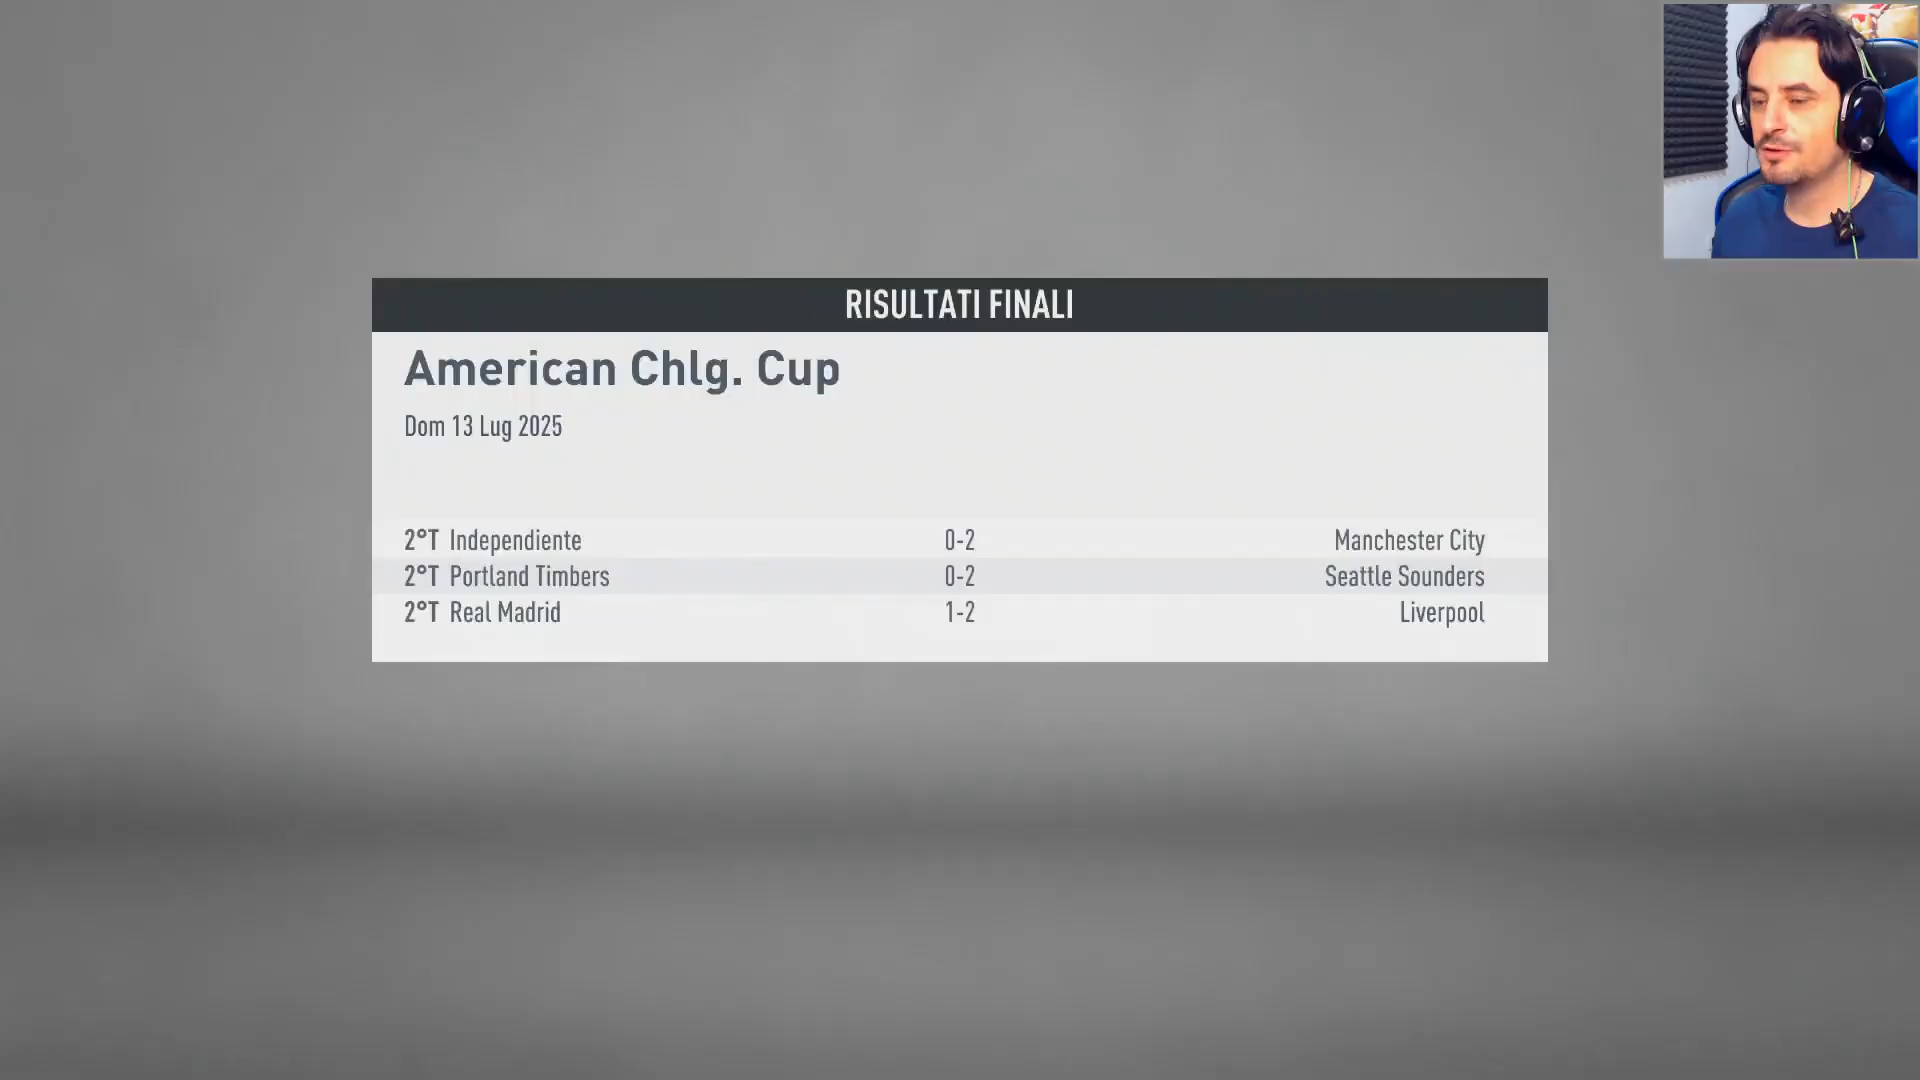 RISULTATI FINALI
American Chlg. Cup
Dom 13 Lug 2025
2°T Independiente 0-2 Manchester City
2°T Portland Timbers 0-2 Seattle Sounders
2°T Real Madrid 1-2 Liverpool